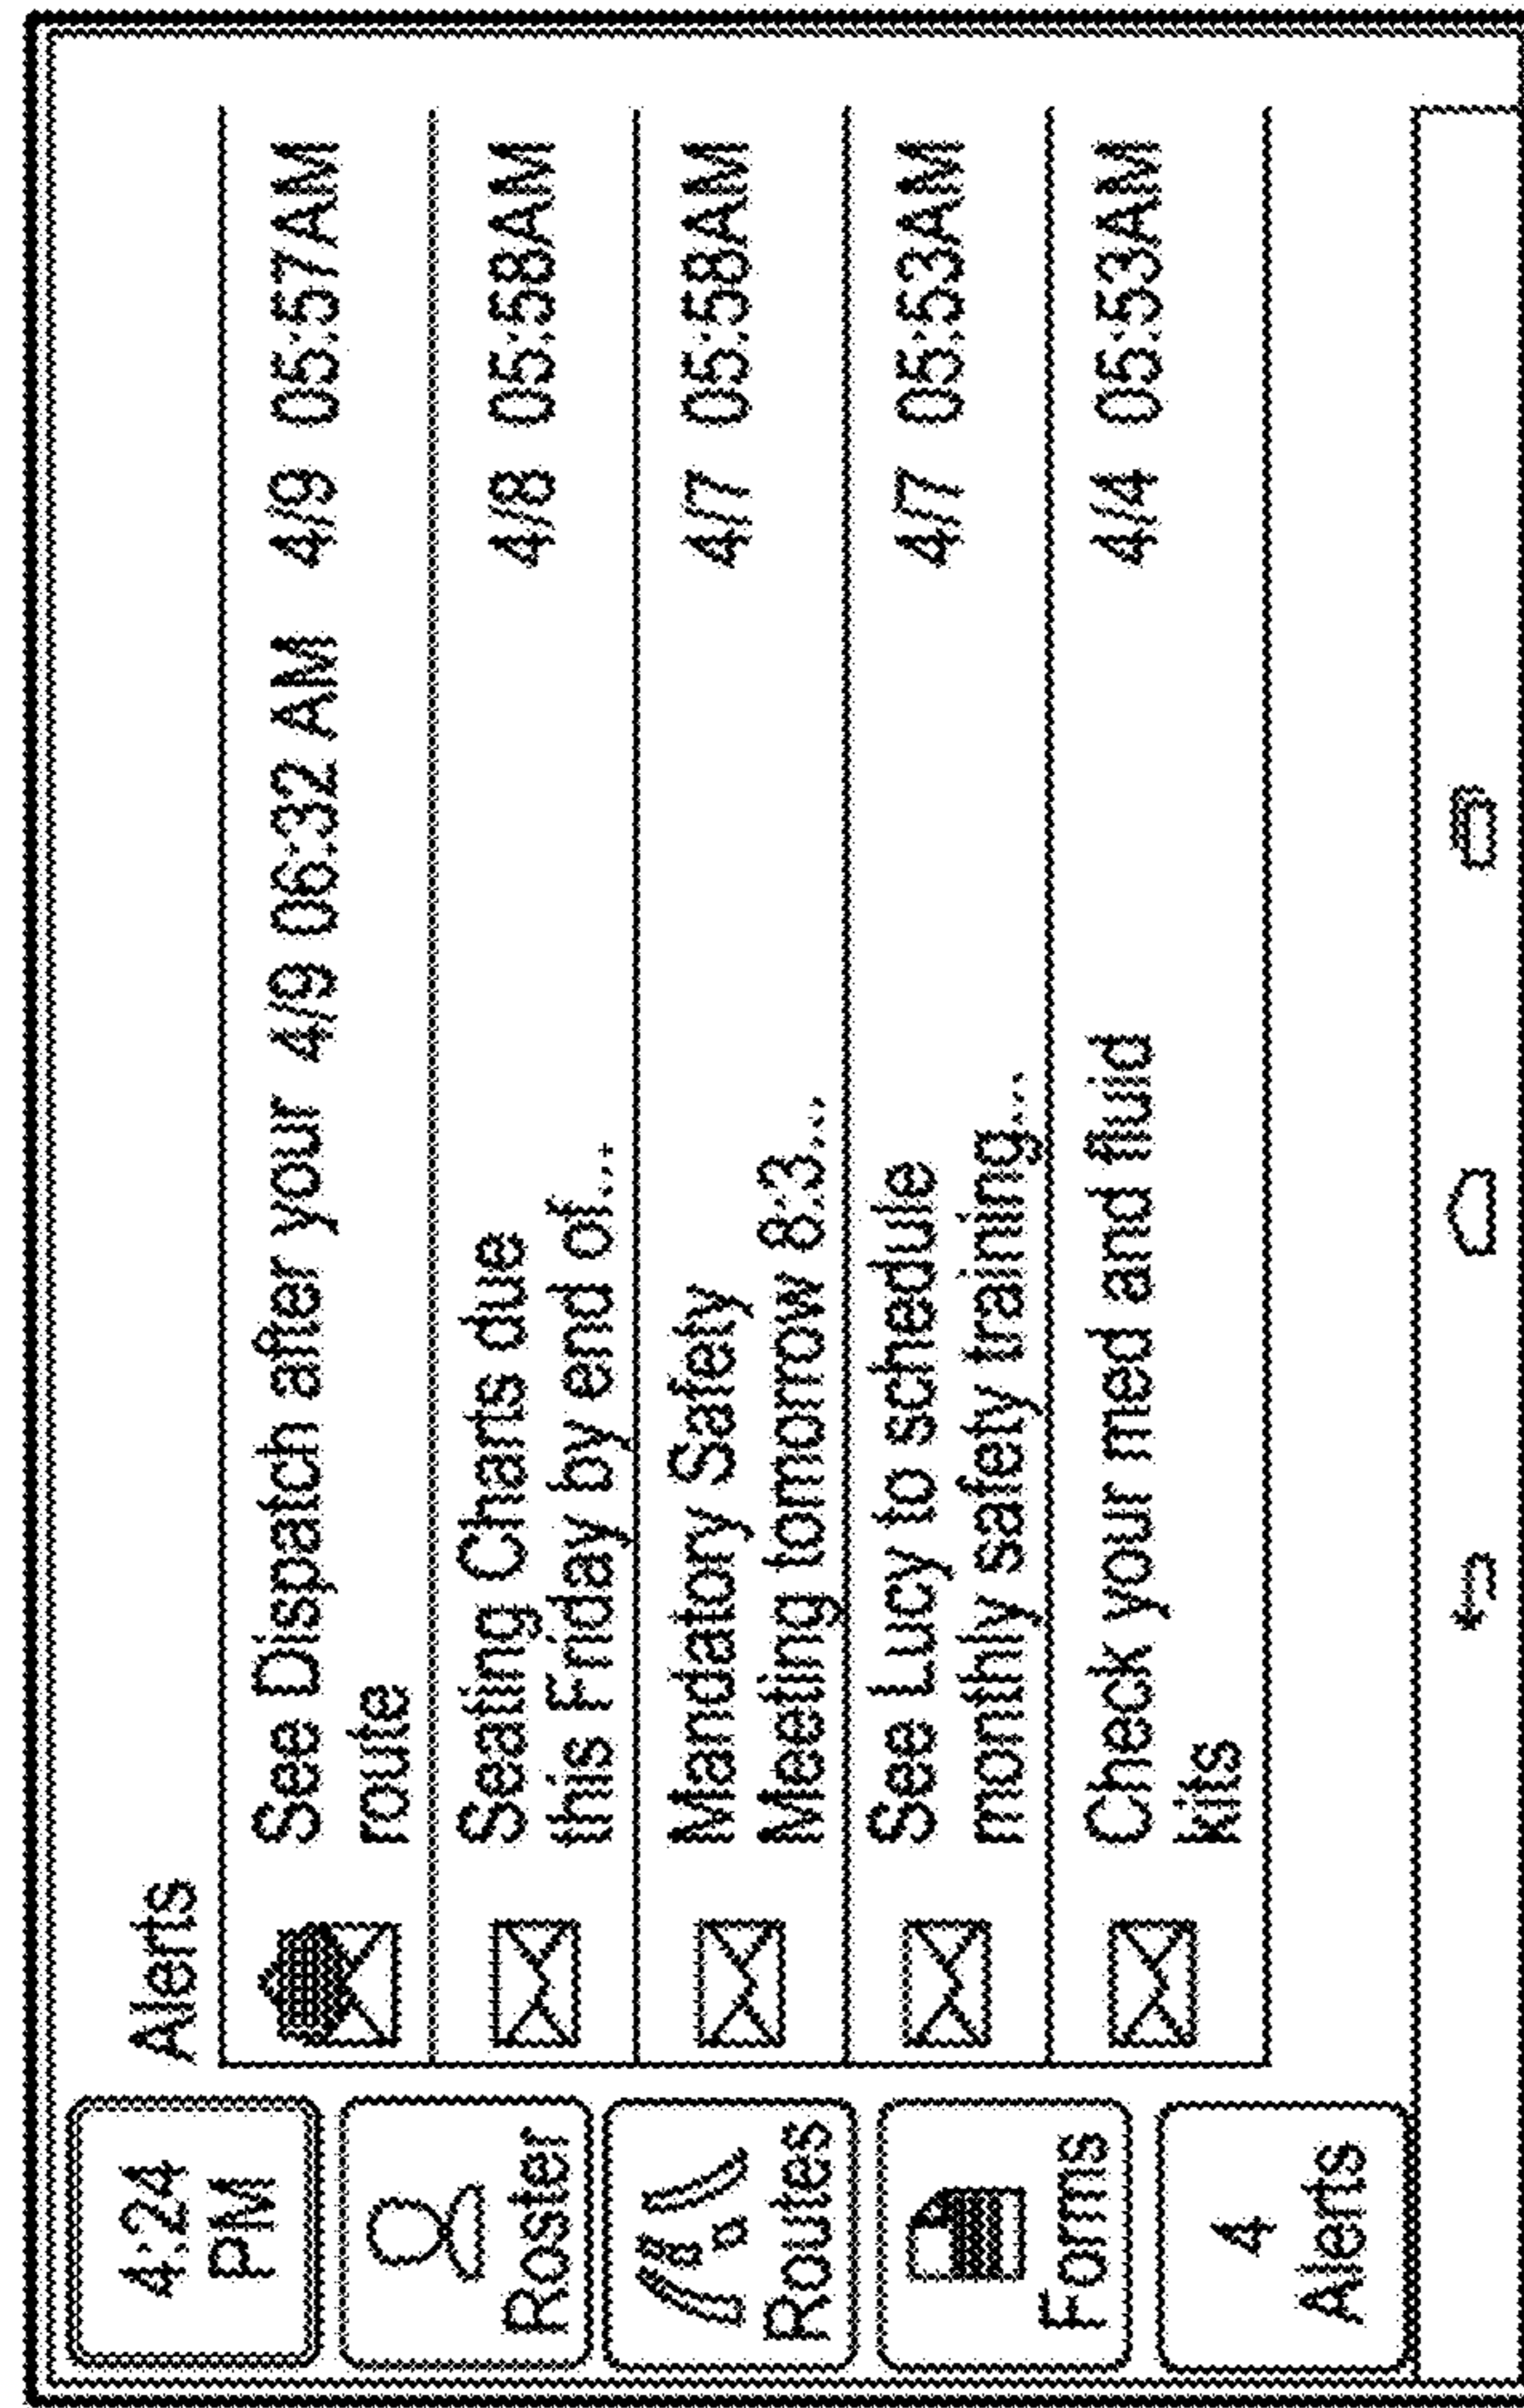 4:24
PM
Roster
Routes
Forms
4
Alerts
Alerts
See Dispatch after your 4/9 06:32 AM 4/9 05:57AM
route
Seating Charts due 4/8 05:58AM
this Friday by end of...
Mandatory Safety 4/7 05:58AM
Meeting tomorrow 8:3...
See Lucy to schedule 4/7 05:53AM
monthly safety training...
Check your med and fluid 4/4 05:53AM
kits